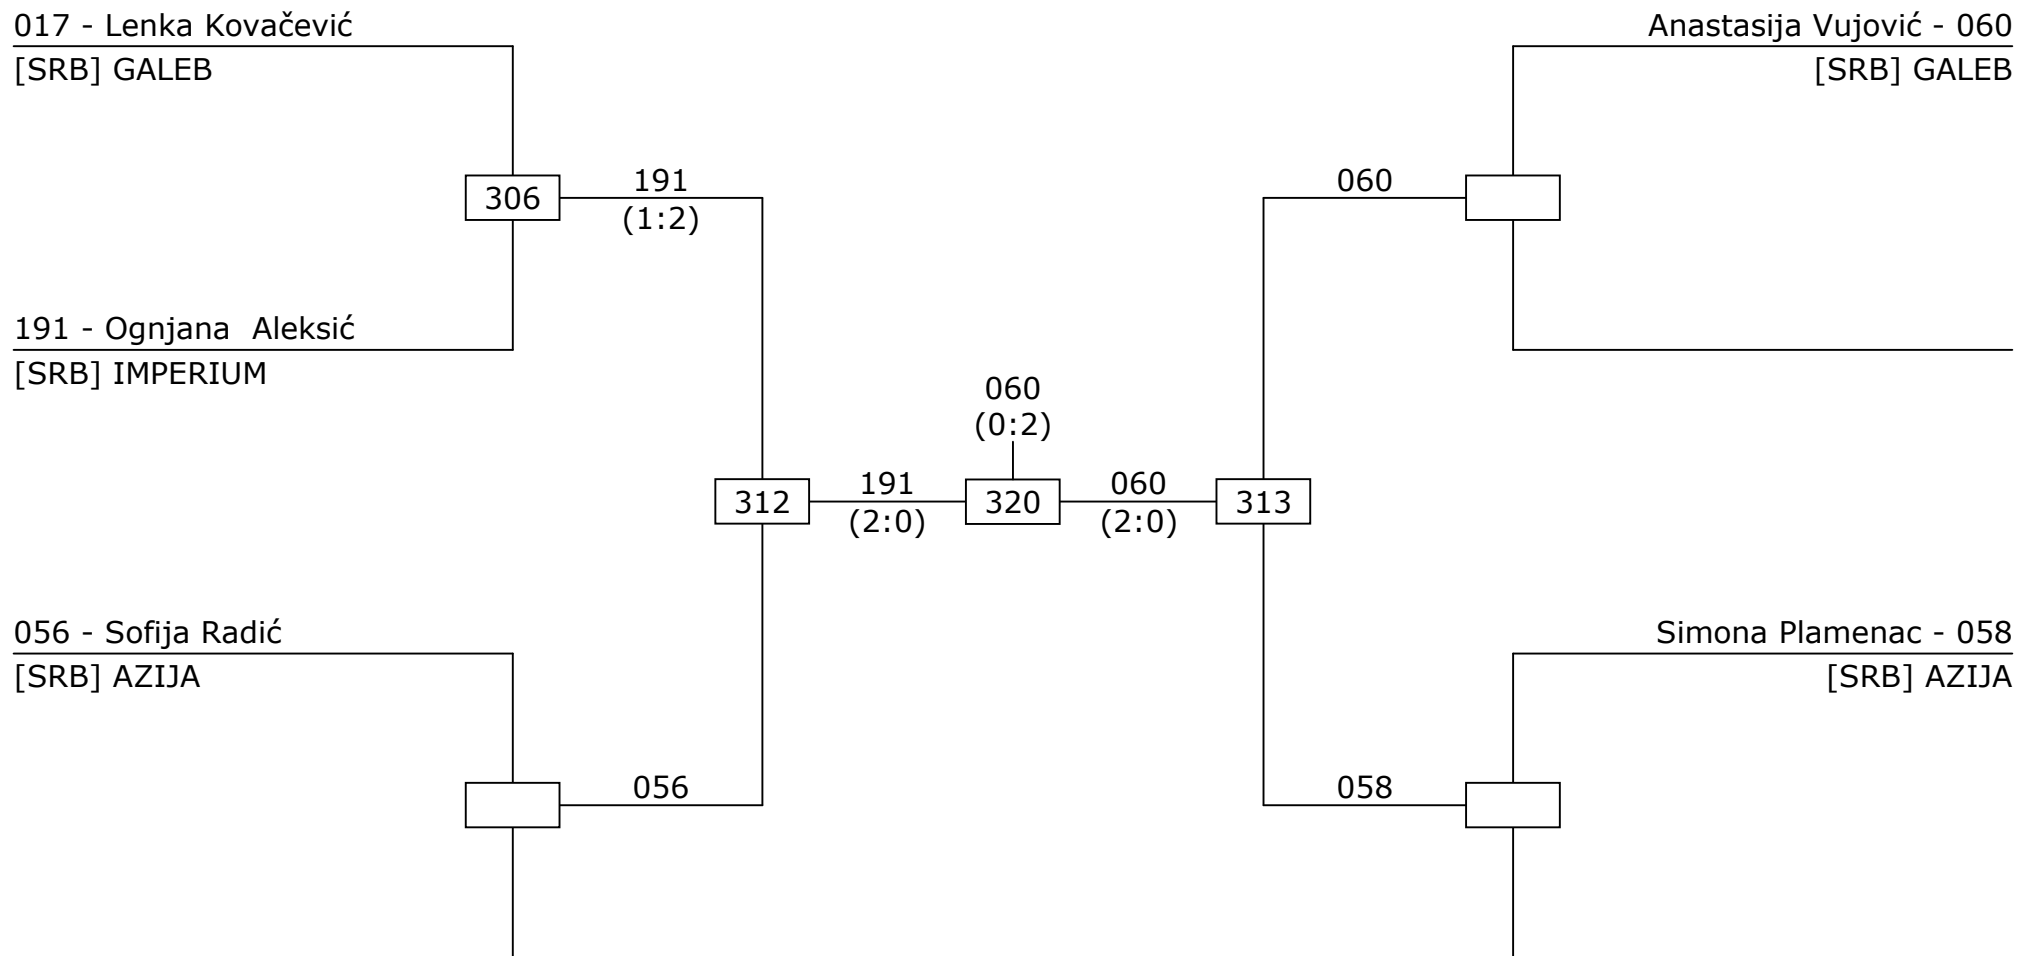 017 - Lenka Kovačević
[SRB] GALEB
Anastasija Vujović - 060
[SRB] GALEB
306
191
(1:2)
060
191 - Ognjana  Aleksić
[SRB] IMPERIUM
060
(0:2)
312
191
(2:0)
320
060
(2:0)
313
056 - Sofija Radić
[SRB] AZIJA
Simona Plamenac - 058
[SRB] AZIJA
056
058